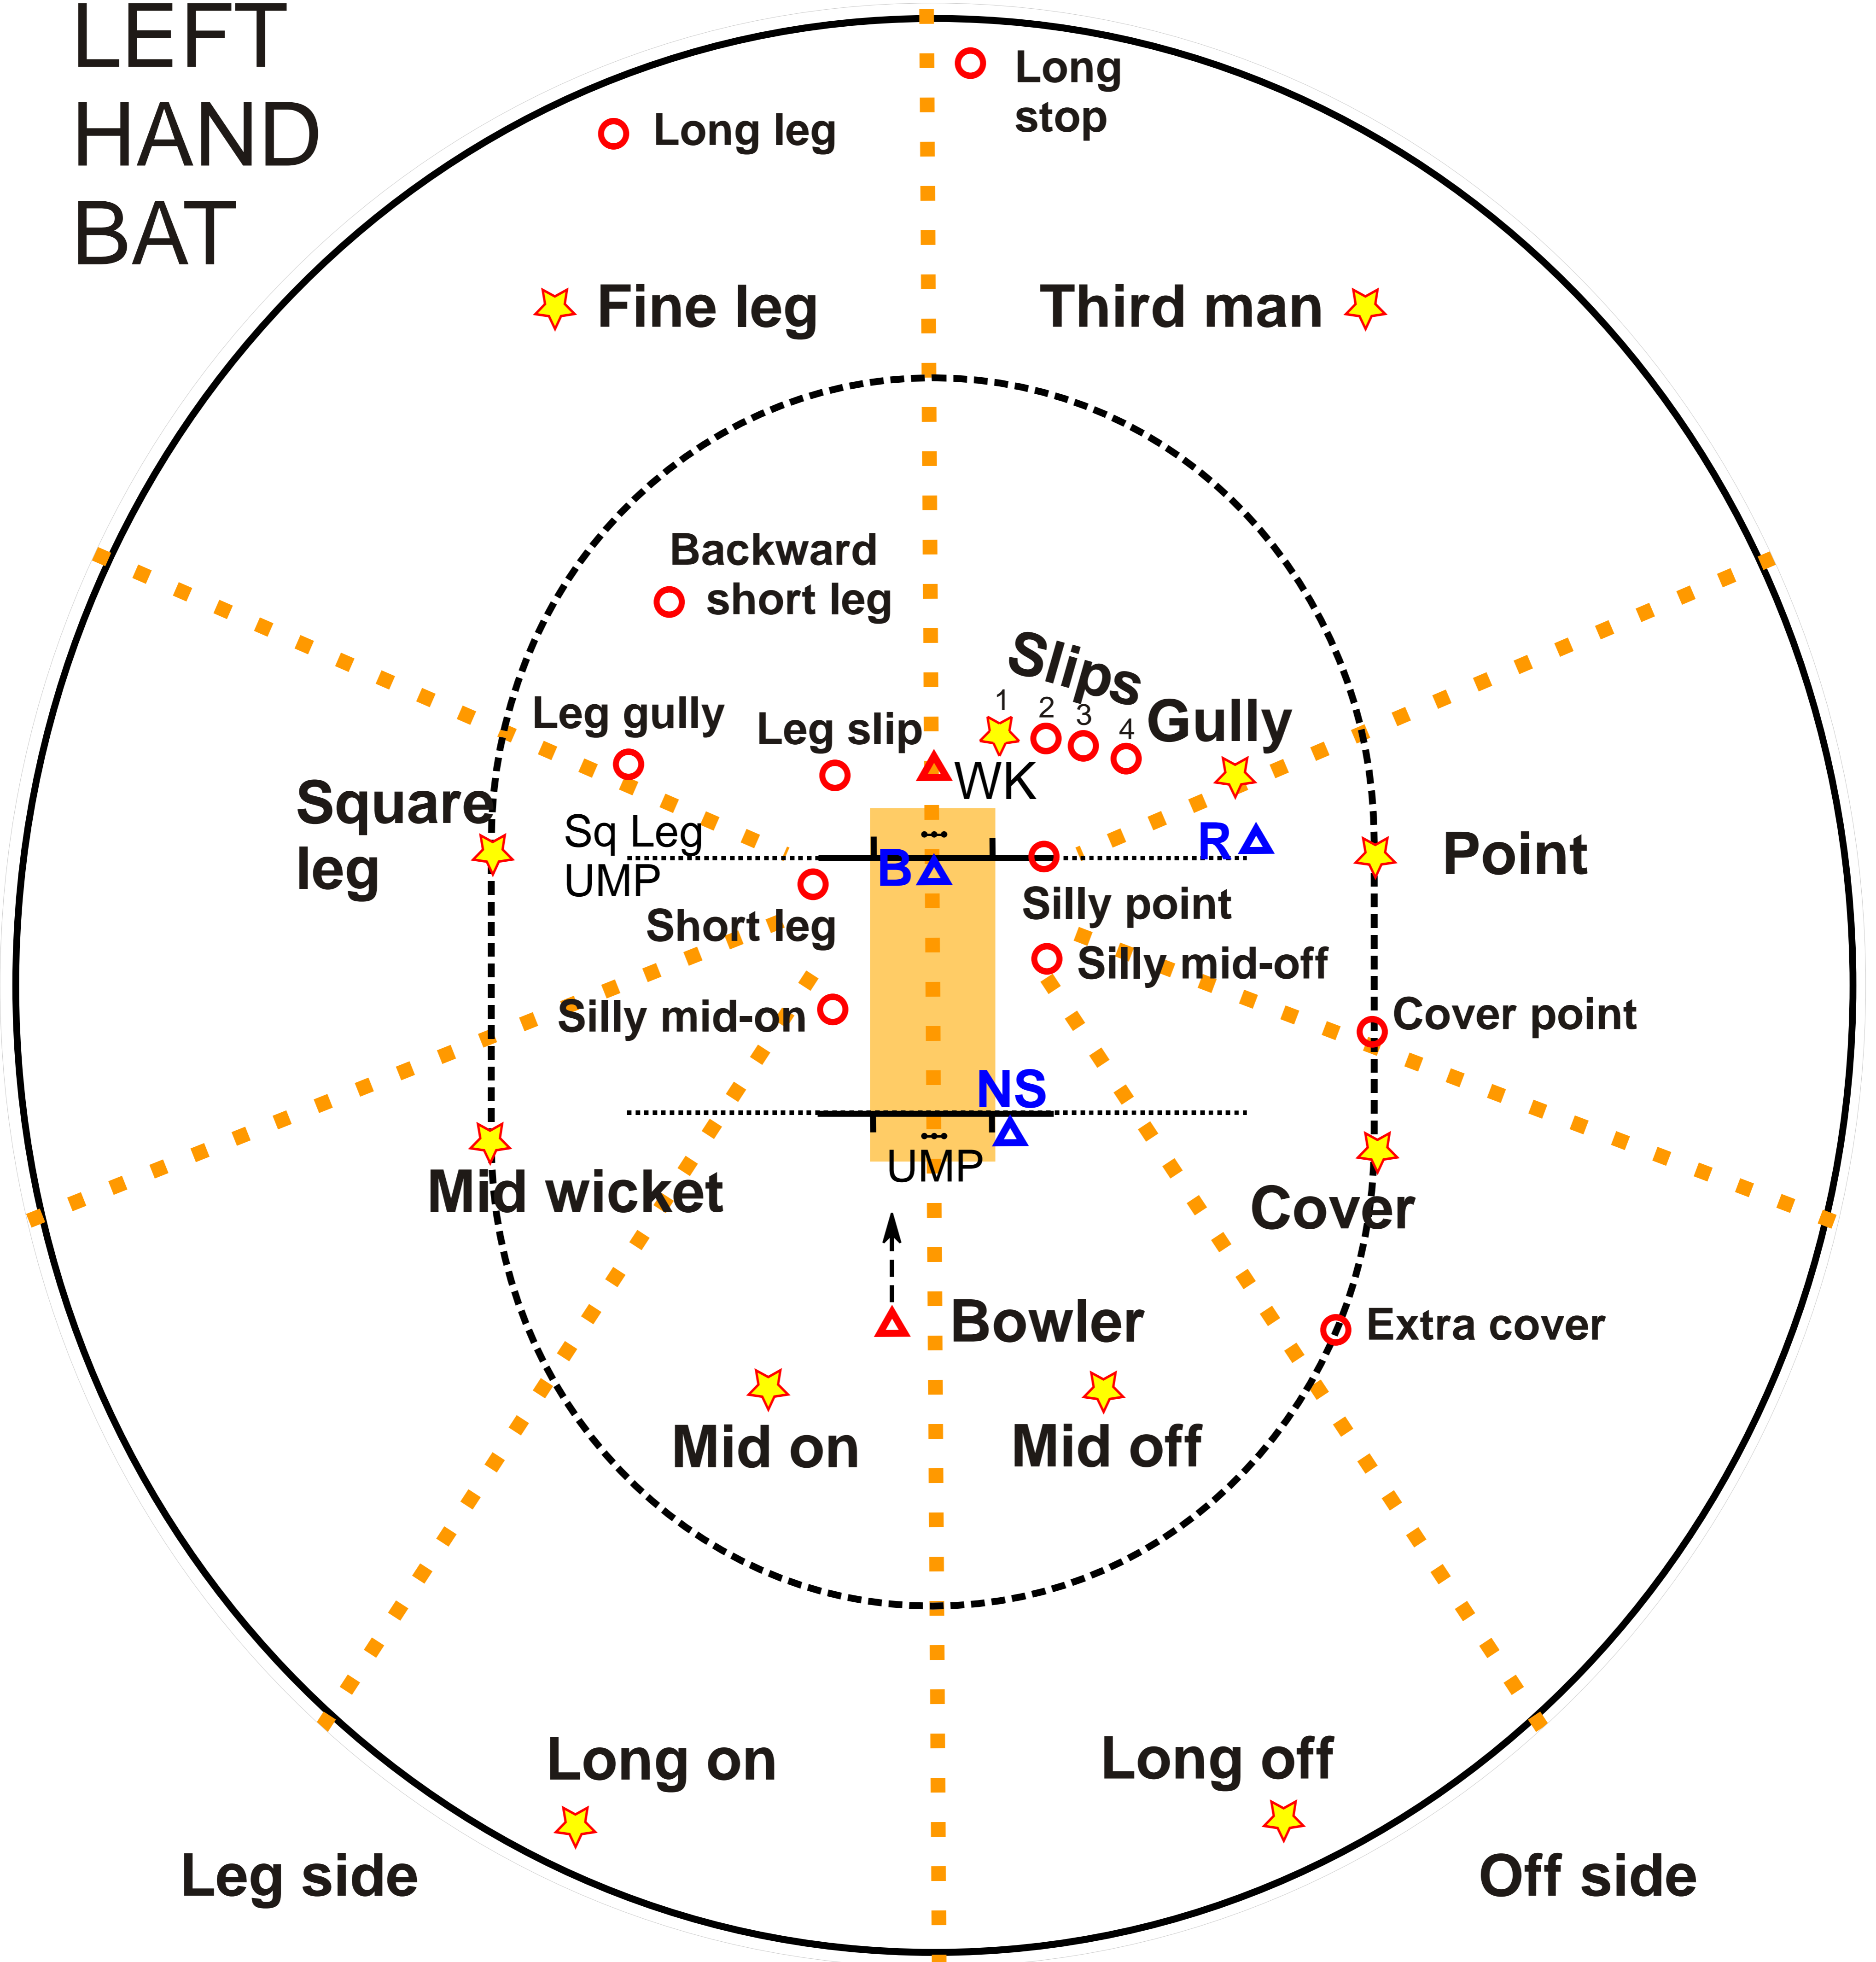 LEFT
HAND
BAT
Long
stop
Long leg
Fine leg
Third man
Backward
short leg
Slips
1
2
3
4
Gully
Leg gully
Leg slip
WK
Square
leg
Sq Leg
UMP
B
R
Point
Short leg
Silly point
Silly mid-off
Silly mid-on
Cover point
NS
UMP
Mid wicket
Cover
Bowler
Extra cover
Mid on
Mid off
Long on
Long off
Leg side
Off side